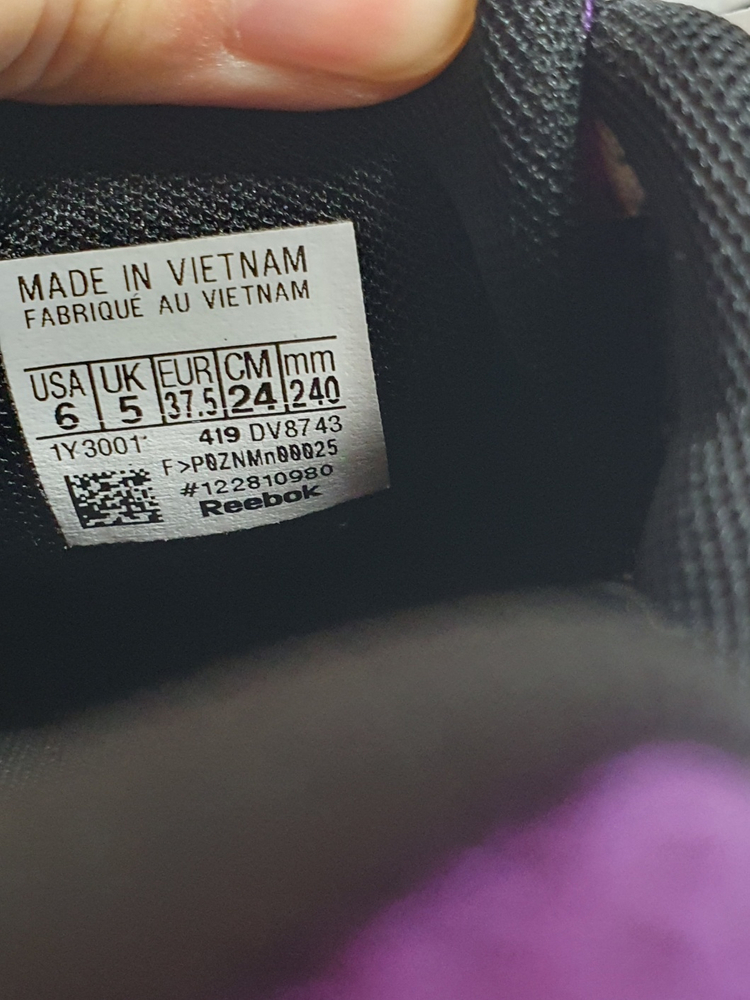 MADE IN VIETNAM
FABRIQUÉ AU VIETNAM
USA UK EUR CM mm
6 5 37.5 24 240
1Y3001 419 DV8743
F>P0ZNMn00025
#122810980
Reebok